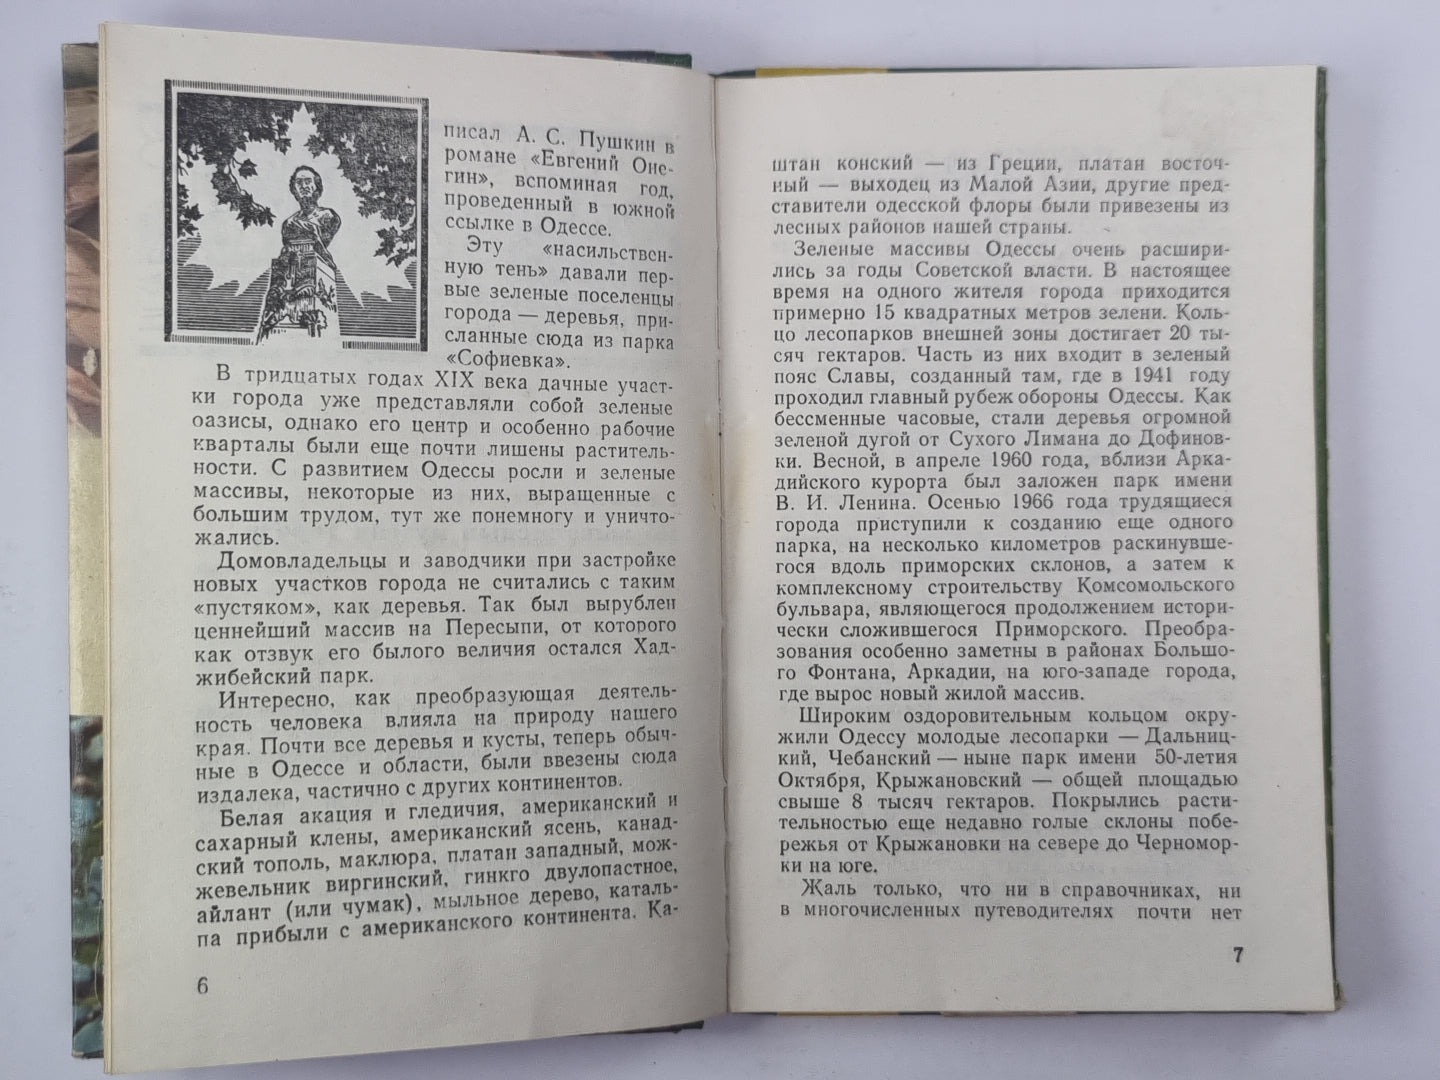 писал А. С. Пушкин в
романе «Евгений Оне-
гин», вспоминая год,
проведенный в южной
ссылке в Одессе.
Эту «насильствен-
ную тень» давали пер-
вые зеленые поселенцы
города — деревья, при-
сланные сюда из парка
«Софиевка».
В тридцатых годах XIX века дачные участ-
ки города уже представляли собой зеленые
оазисы, однако его центр и особенно рабочие
кварталы были еще почти лишены раститель-
ности. С развитием Одессы росли и зеленые
массивы, некоторые из них, выращенные с
большим трудом, тут же понемногу и уничто-
жались.
Домовладельцы и заводчики при застройке
новых участков города не считались с таким
«пустяком», как деревья. Так был вырублен
ценнейший массив на Пересыпи, от которого
как отзвук его былого величия остался Хад-
жибейский парк.
Интересно, как преобразующая деятель-
ность человека влияла на природу нашего
края. Почти все деревья и кусты, теперь обыч-
ные в Одессе и области, были ввезены сюда
издалека, частично с других континентов.
Белая акация и гледичия, американский и
сахарный клены, американский ясень, канад-
ский тополь, маклюра, платан западный, мож-
жевельник виргинский, гинкго двулопастное,
айлант (или чумак), мыльное дерево, каталь-
па прибыли с американского континента. Ка-
6
штан конский — из Греции, платан восточ-
ный — выходец из Малой Азии, другие пред-
ставители одесской флоры были привезены из
лесных районов нашей страны.
Зеленые массивы Одессы очень расшири-
лись за годы Советской власти. В настоящее
время на одного жителя города приходится
примерно 15 квадратных метров зелени. Коль-
цо лесопарков внешней зоны достигает 20 ты-
сяч гектаров. Часть из них входит в зеленый
пояс Славы, созданный там, где в 1941 году
проходил главный рубеж обороны Одессы. Как
бессменные часовые, стали деревья огромной
зеленой дугой от Сухого Лимана до Дофинов-
ки. Весной, в апреле 1960 года, вблизи Арка-
дийского курорта был заложен парк имени
В. И. Ленина. Осенью 1966 года трудящиеся
города приступили к созданию еще одного
парка, на несколько километров раскинувше-
гося вдоль приморских склонов, а затем к
комплексному строительству Комсомольского
бульвара, являющегося продолжением истори-
чески сложившегося Приморского. Преобра-
зования особенно заметны в районах Большо-
го Фонтана, Аркадии, на юго-западе города,
где вырос новый жилой массив.
Широким оздоровительным кольцом окру-
жили Одессу молодые лесопарки — Дальниц-
кий, Чебанский — ныне парк имени 50-летия
Октября, Крыжановский — общей площадью
свыше 8 тысяч гектаров. Покрылись расти-
тельностью еще недавно голые склоны побе-
режья от Крыжановки на севере до Черномор-
ки на юге.
Жаль только, что ни в справочниках, ни
в многочисленных путеводителях почти нет
7